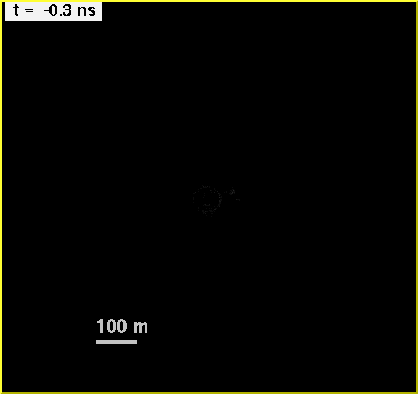 t = -0.3 ns
100 m